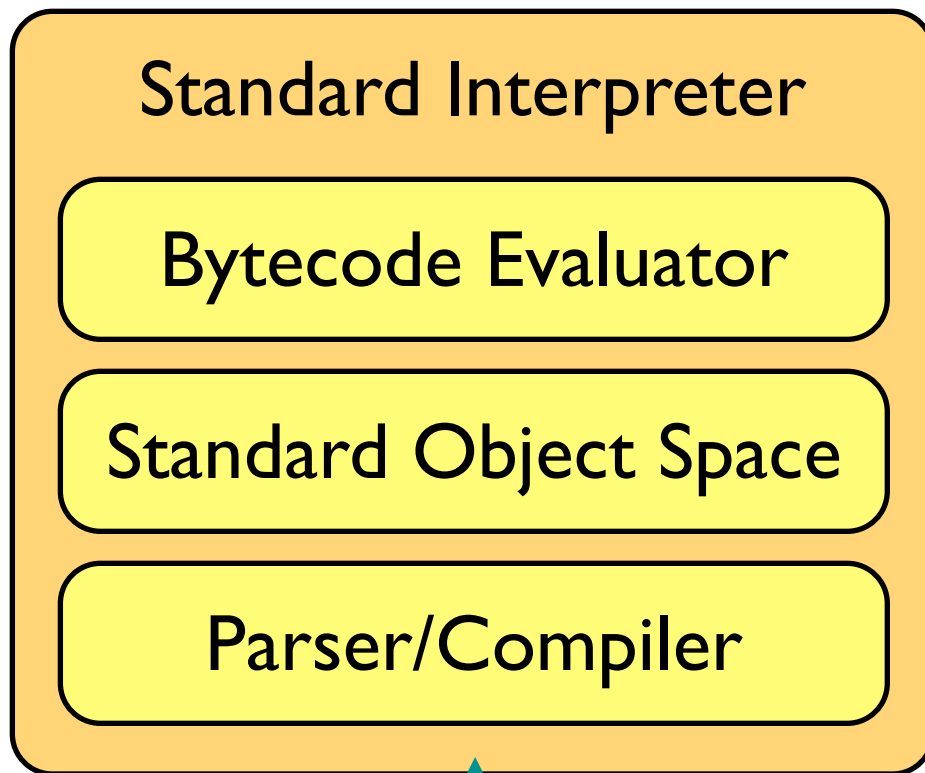 Standard Interpreter
Bytecode Evaluator
Standard Object Space
Parser/Compiler